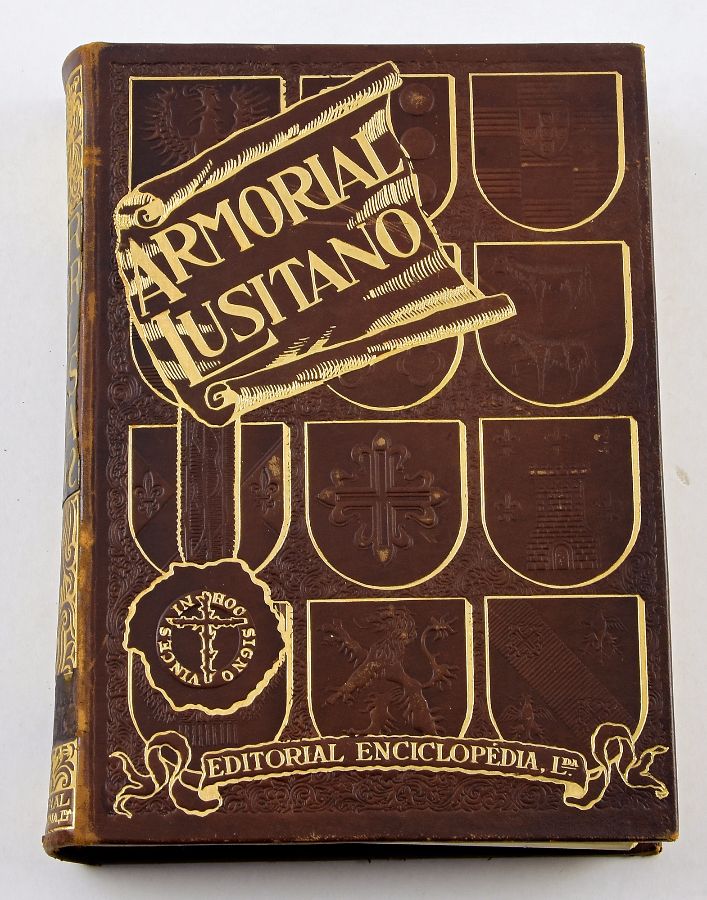 ARMORIAL
LUSITANO
IN HOC SIGNO VINCES
EDITORIAL ENCICLOPÉDIA, LDA.